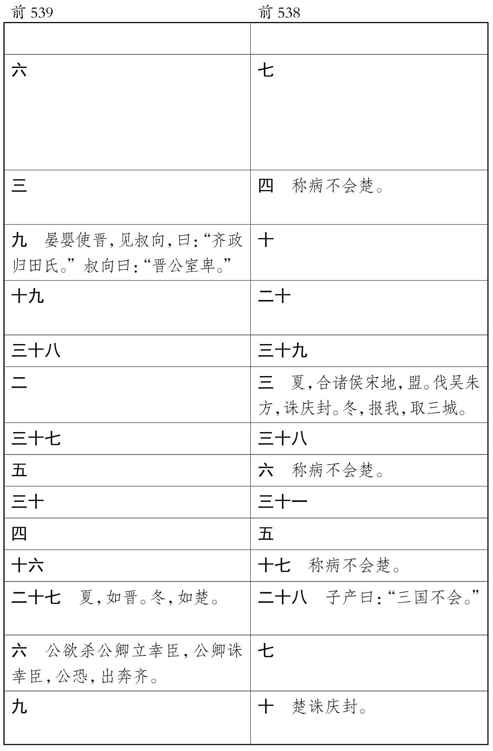 前 539 前 538
六 七
三 四 称病不会楚。
九 晏婴使晋，见叔向，曰：“齐政
归田氏。”叔向曰：“晋公室卑。”
十
十九 二十
三十八 三十九
二
三 夏，合诸侯宋地，盟。伐吴朱
方，诛庆封。冬，报我，取三城。
三十七 三十八
五 六 称病不会楚。
三十 三十一
四 五
十六 十七 称病不会楚。
二十七 夏，如晋。冬，如楚。 二十八 子产曰：“三国不会。”
六 公欲杀公卿立幸臣，公卿诛
幸臣，公恐，出奔齐。
七
九 十 楚诛庆封。